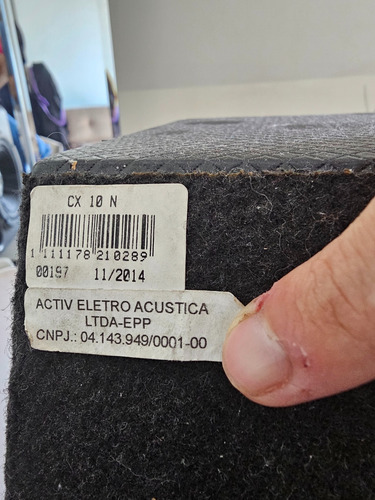 CX 10 N
1 111178 210289
00197 11/2014
ACTIV ELETRO ACUSTICA
LTDA-EPP
CNPJ.: 04.143.949/0001-00